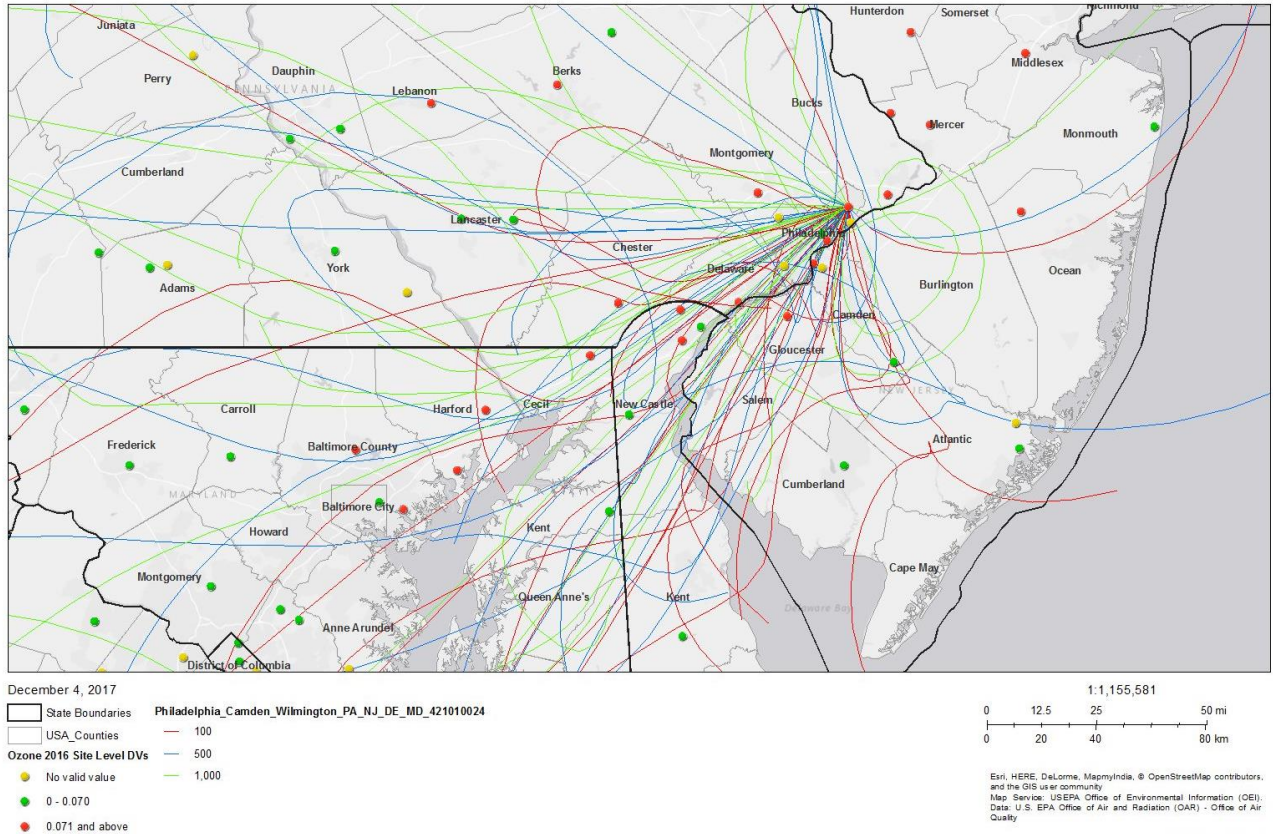 Hunterdon
Somerset
Richmond
Juniata
Middlesex
Perry
Dauphin
Berks
PENNSYLVANIA
Lebanon
Bucks
Mercer
Monmouth
Montgomery
Cumberland
Lancaster
Chester
Philadelphia
York
Delaware
Ocean
Adams
Burlington
Camden
Gloucester
NEW JERSEY
Carroll
Harford
Cecil
New Castle
Salem
Frederick
Baltimore County
Atlantic
Cumberland
MARYLAND
Baltimore City
Howard
Kent
Montgomery
Cape May
Queen Anne's
Kent
Delaware Bay
Anne Arundel
District of Columbia
December 4, 2017
State Boundaries
USA_Counties
Ozone 2016 Site Level DVs
No valid value
0 - 0.070
0.071 and above
Philadelphia_Camden_Wilmington_PA_NJ_DE_MD_421010024
100
500
1,000
1:1,155,581
0 12.5 25 50 mi
0 20 40 80 km
Esri, HERE, DeLorme, MapmyIndia, © OpenStreetMap contributors,
and the GIS user community
Map Service: USEPA Office of Environmental Information (OEI).
Data: U.S. EPA Office of Air and Radiation (OAR) - Office of Air
Quality